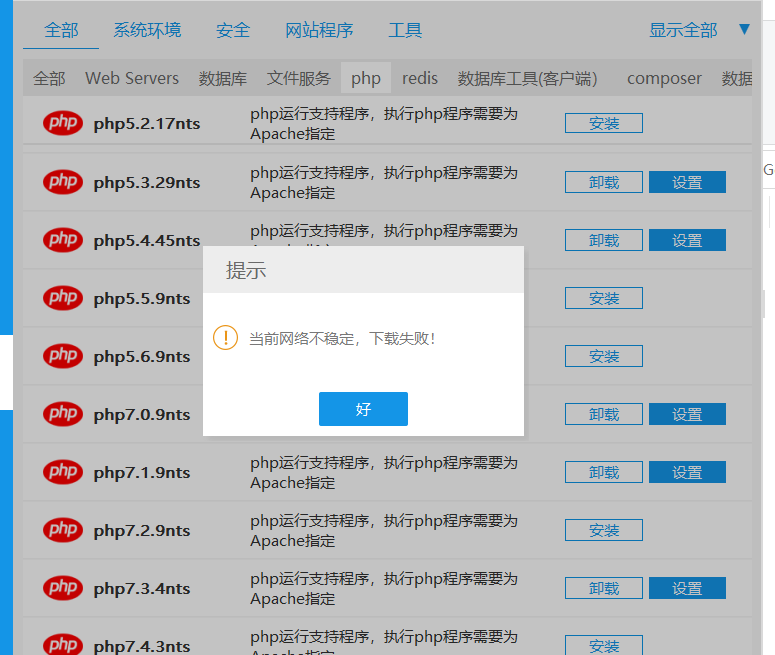 全部 系统环境 安全 网站程序 工具 显示全部 ▼
全部 Web Servers 数据库 文件服务 php redis 数据库工具(客户端) composer 数据
php php5.2.17nts php运行支持程序，执行php程序需要为 安装
Apache指定
G
php php5.3.29nts php运行支持程序，执行php程序需要为 卸载 设置
Apache指定
php php5.4.45nts php运行支持程序，执行php程序需要为 卸载 设置
提示
php php5.5.9nts 安装
当前网络不稳定，下载失败！
php php5.6.9nts 安装
php php7.0.9nts 好 卸载 设置
php php7.1.9nts php运行支持程序，执行php程序需要为 卸载 设置
Apache指定
php php7.2.9nts php运行支持程序，执行php程序需要为 安装
Apache指定
php php7.3.4nts php运行支持程序，执行php程序需要为 卸载 设置
Apache指定
php php7.4.3nts php运行支持程序，执行php程序需要为 安装